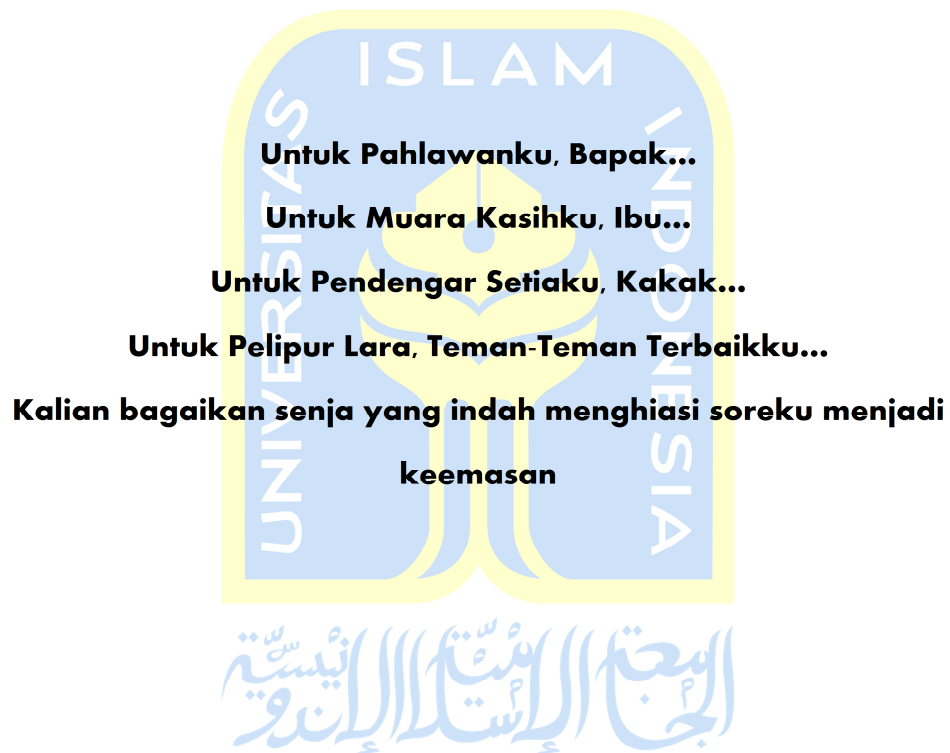 UNIVERSITAS ISLAM INDONESIA
Untuk Pahlawanku, Bapak...
Untuk Muara Kasihku, Ibu...
Untuk Pendengar Setiaku, Kakak...
Untuk Pelipur Lara, Teman-Teman Terbaikku...
Kalian bagaikan senja yang indah menghiasi soreku menjadi
keemasan
الجامعة الإسلامية الإندونيسية